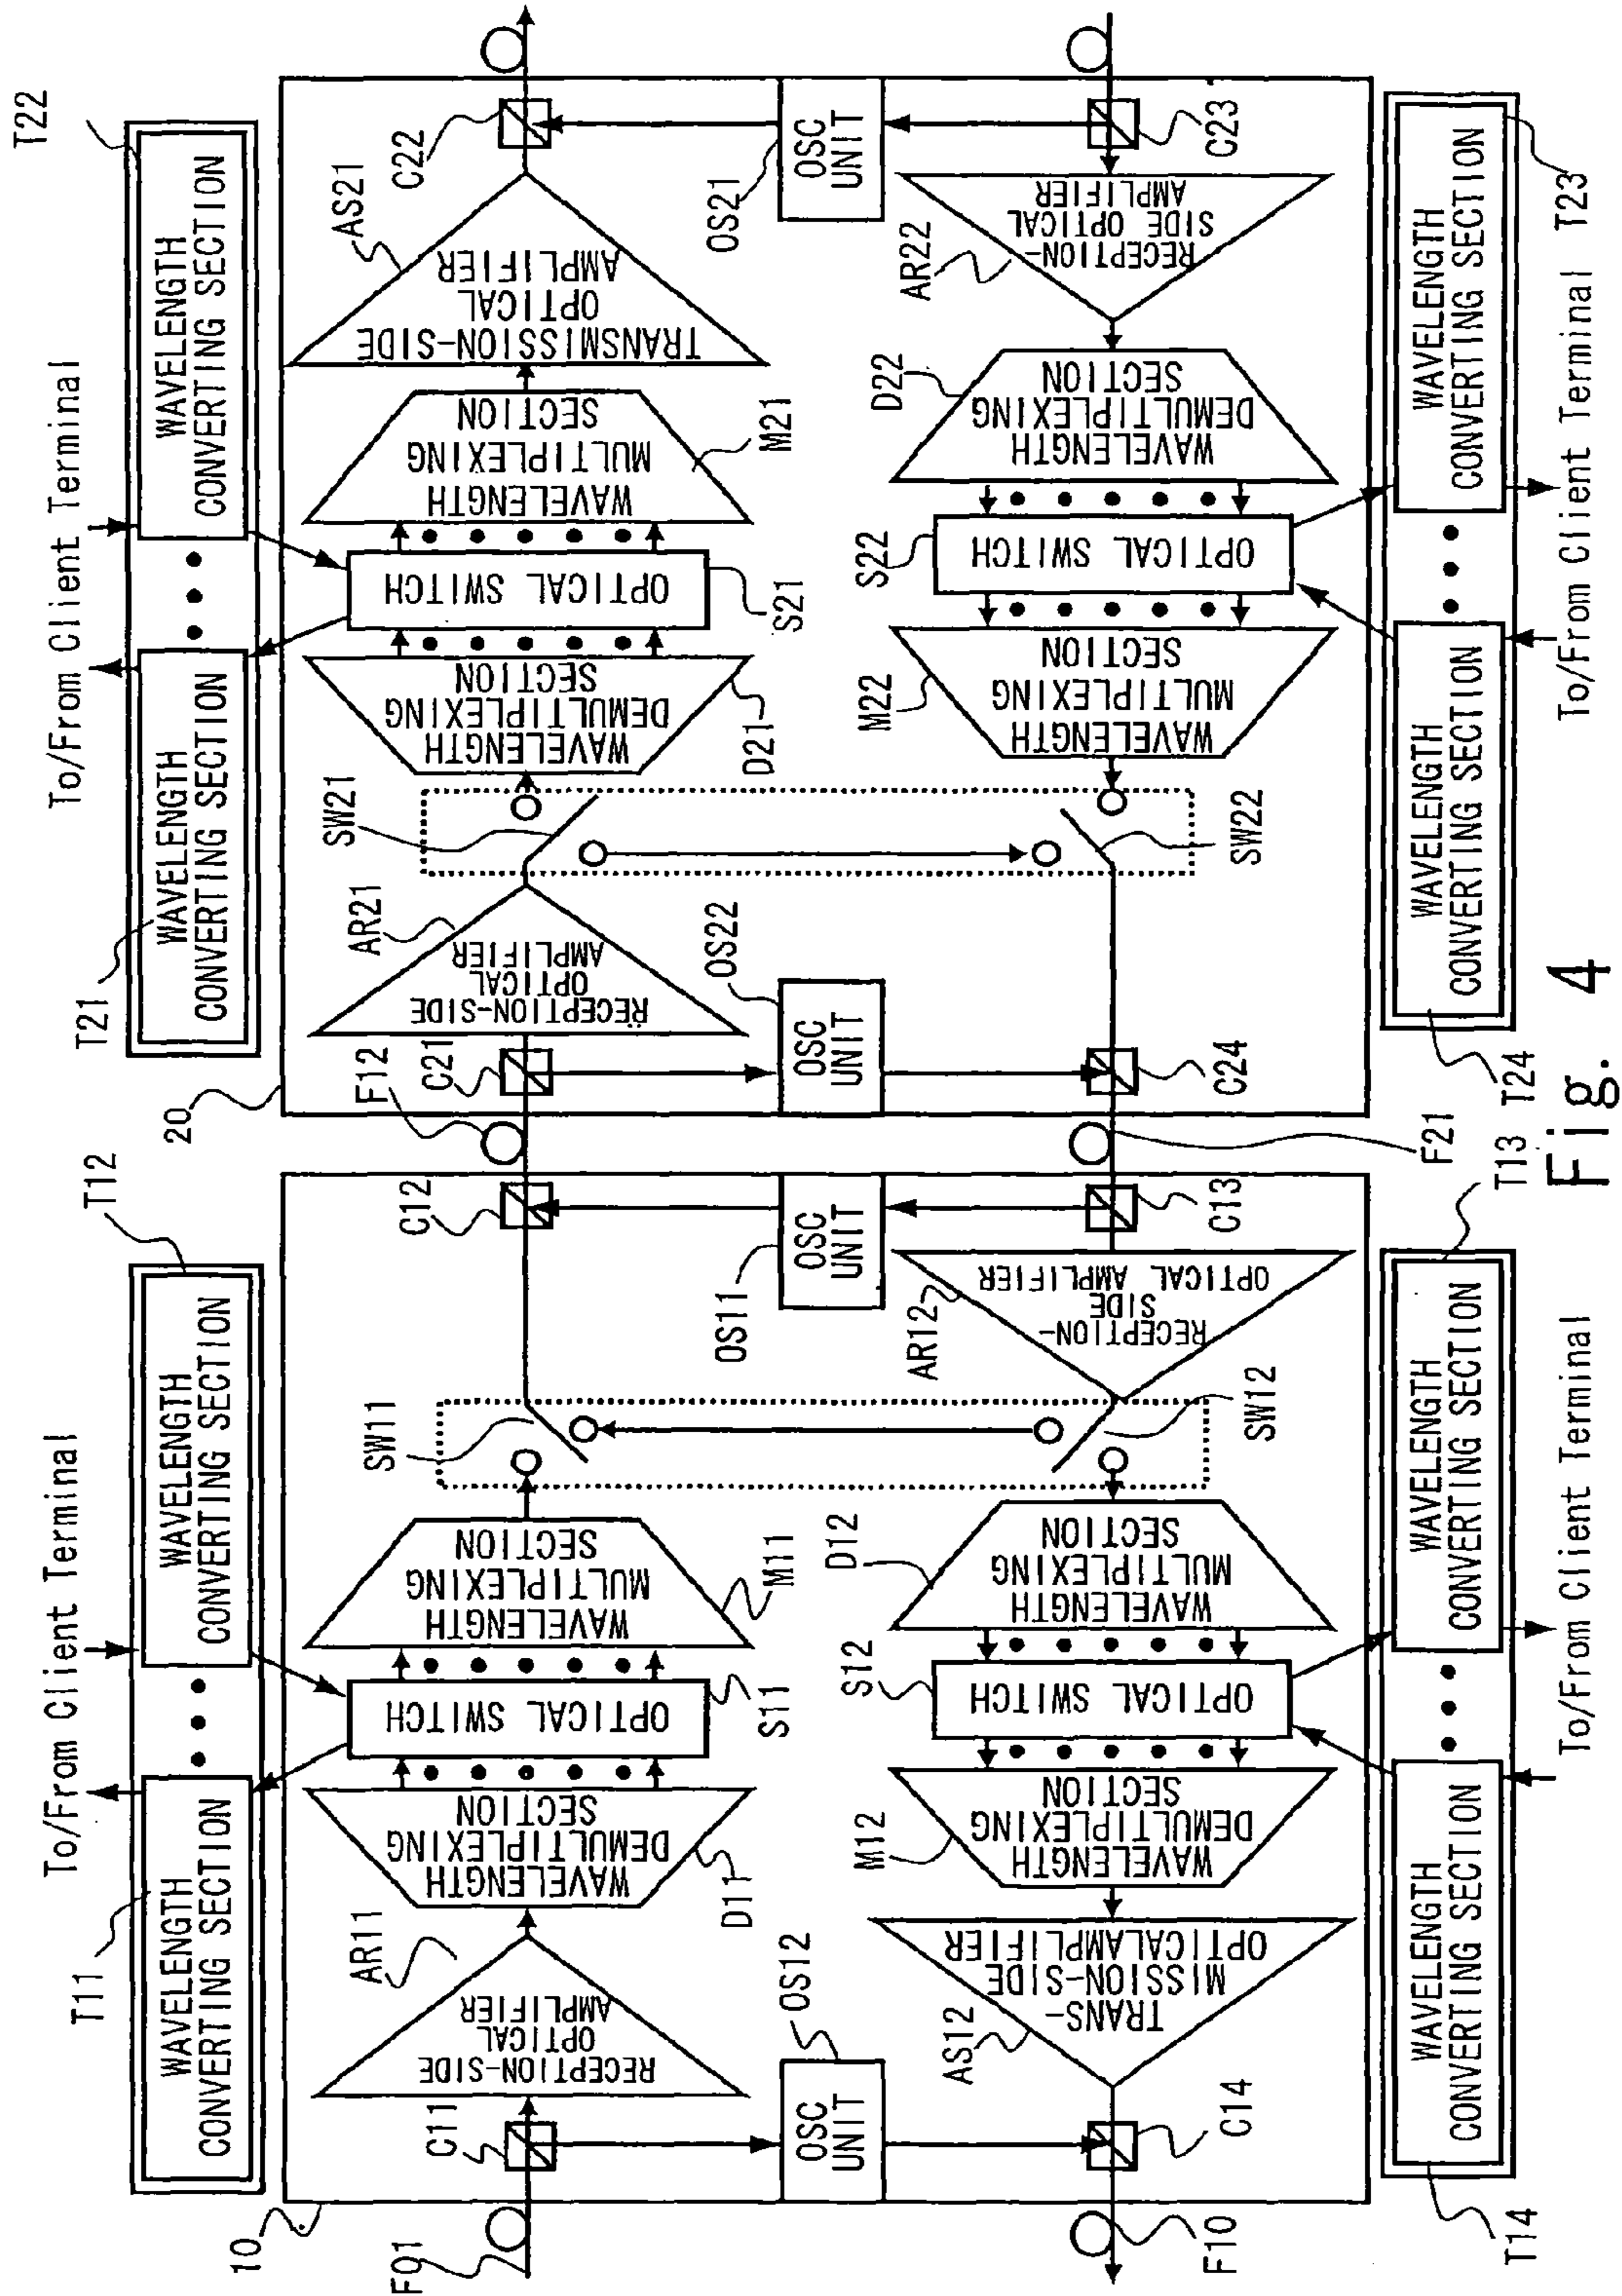 To/From Client Terminal
T11
WAVELENGTH
CONVERTING SECTION
T12
WAVELENGTH
CONVERTING SECTION
10
F01
C11
AR11
RECEPTION-SIDE
OPTICAL
AMPLIFIER
D11
WAVELENGTH
DEMULTIPLEXING
SECTION
S11
OPTICAL SWITCH
M11
WAVELENGTH
MULTIPLEXING
SECTION
SW11
C12
OS12
OSC
UNIT
OS11
OSC
UNIT
F10
C14
AS12
TRANS-
MISSION-SIDE
OPTICALAMPLIFIER
M12
WAVELENGTH
DEMULTIPLEXING
SECTION
S12
OPTICAL SWITCH
D12
WAVELENGTH
MULTIPLEXING
SECTION
SW12
AR12
RECEPTION-
SIDE
OPTICAL AMPLIFIER
C13
T14
WAVELENGTH
CONVERTING SECTION
T13
WAVELENGTH
CONVERTING SECTION
To/From Client Terminal
To/From Client Terminal
T21
WAVELENGTH
CONVERTING SECTION
T22
WAVELENGTH
CONVERTING SECTION
20
F12
C21
AR21
RECEPTION-SIDE
OPTICAL
AMPLIFIER
SW21
D21
WAVELENGTH
DEMULTIPLEXING
SECTION
S21
OPTICAL SWITCH
M21
WAVELENGTH
MULTIPLEXING
SECTION
AS21
TRANSMISSION-SIDE
OPTICAL
AMPLIFIER
C22
OS22
OSC
UNIT
OS21
OSC
UNIT
F21
C24
SW22
M22
WAVELENGTH
MULTIPLEXING
SECTION
S22
OPTICAL SWITCH
D22
WAVELENGTH
DEMULTIPLEXING
SECTION
AR22
RECEPTION-
SIDE OPTICAL
AMPLIFIER
C23
T24
WAVELENGTH
CONVERTING SECTION
T23
WAVELENGTH
CONVERTING SECTION
To/From Client Terminal
Fig. 4